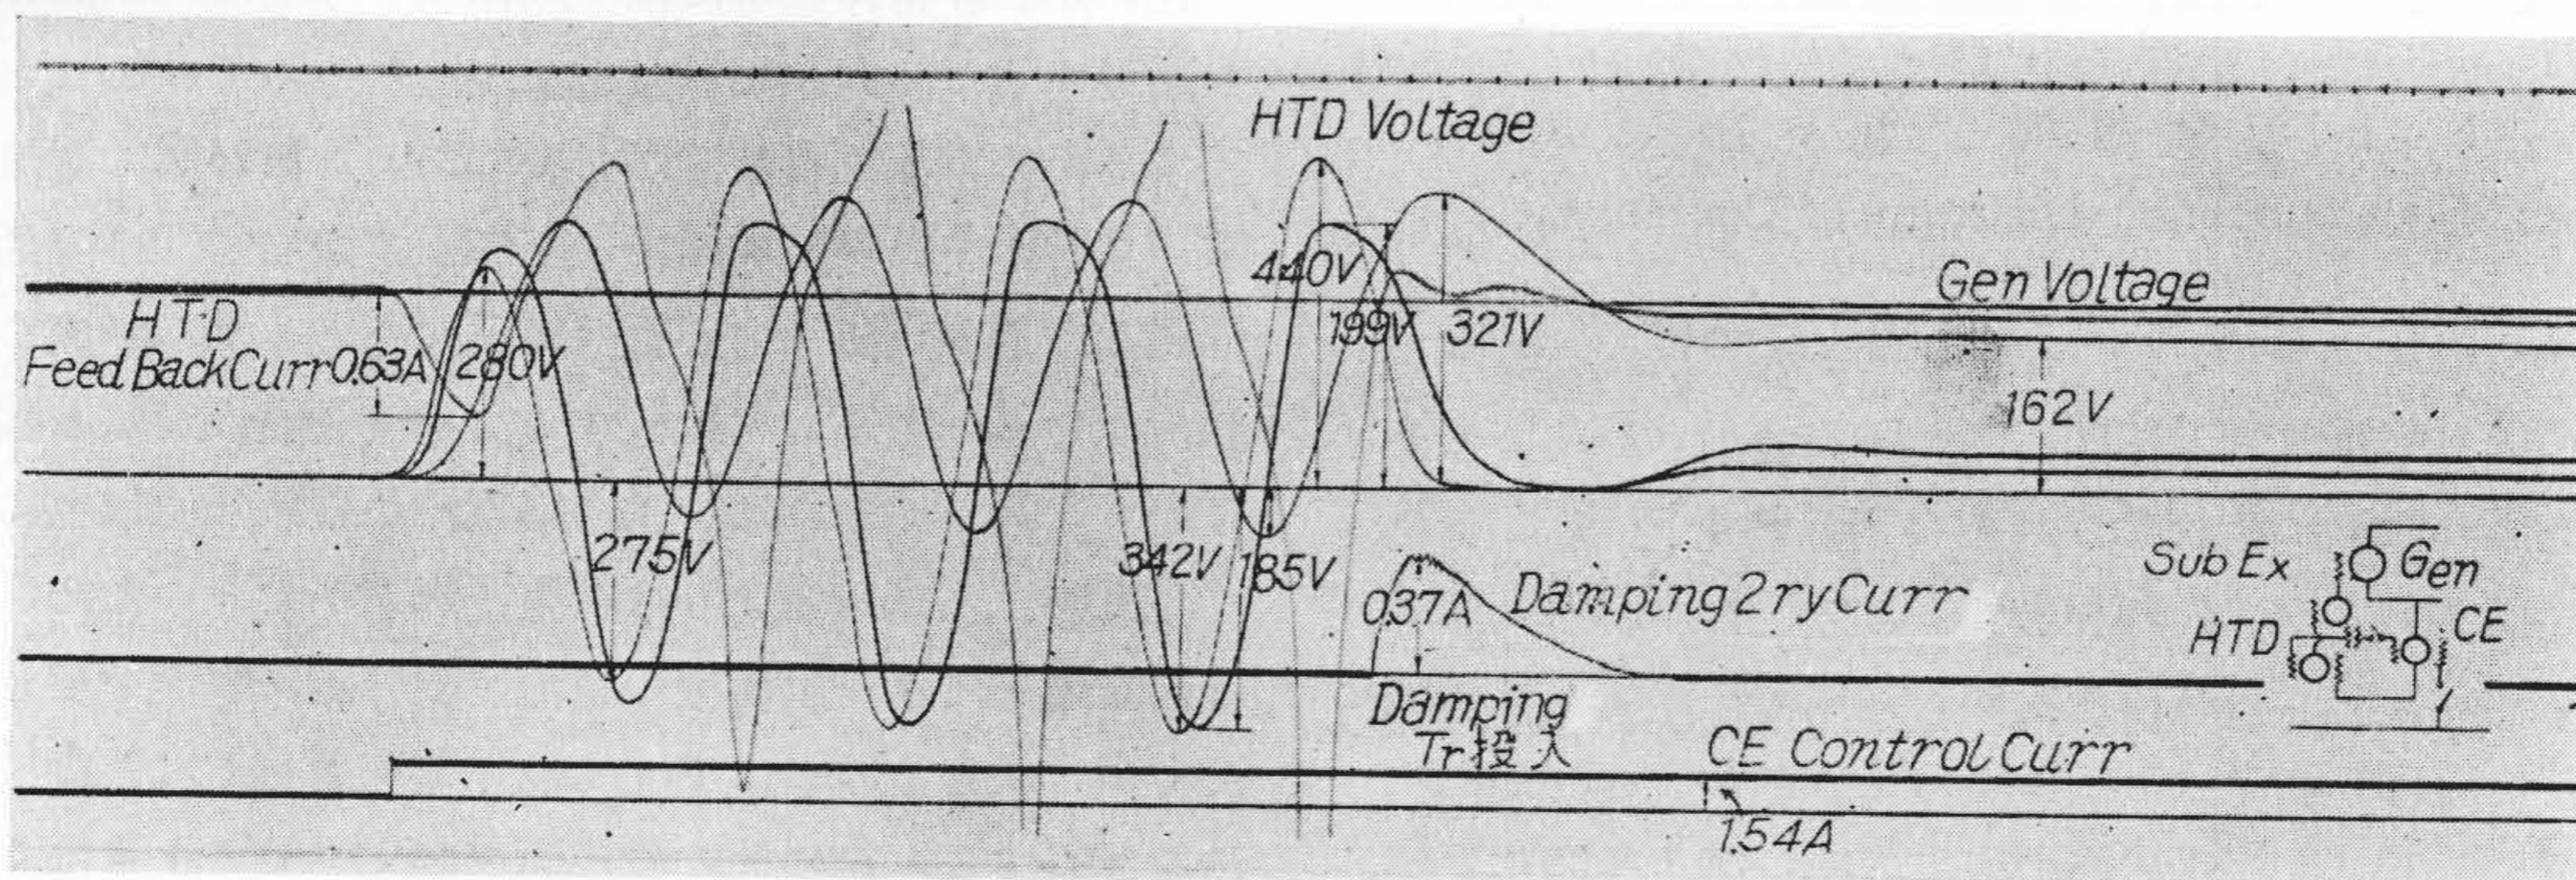 HTD Voltage
440V
Gen Voltage
HTD
Feed Back Curr 0.63A
280V
199V
321V
162V
275V
342V
185V
0.37A
Damping 2ry Curr
Sub Ex
Gen
HTD
CE
Damping
Tr投入
CE Control Curr
1.54A